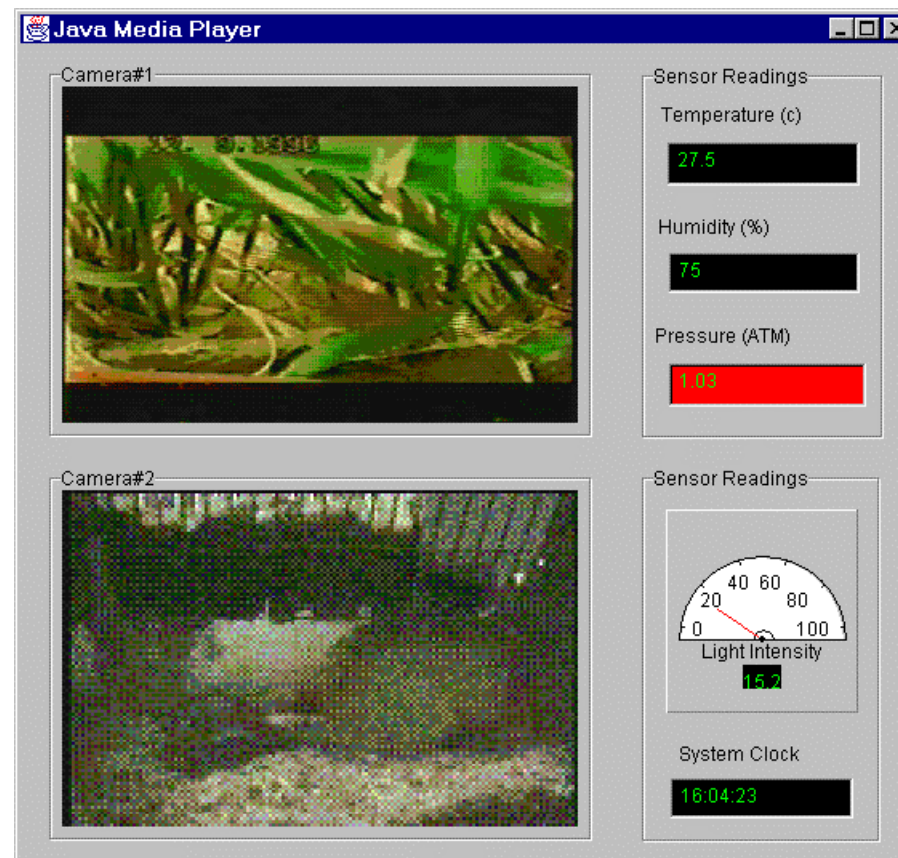 Java Media Player
Camera#1
Sensor Readings
Temperature (c)
27.5
Humidity (%)
75
Pressure (ATM)
1.03
Camera#2
Sensor Readings
0 20 40 60 80 100
Light Intensity
15.2
System Clock
16:04:23